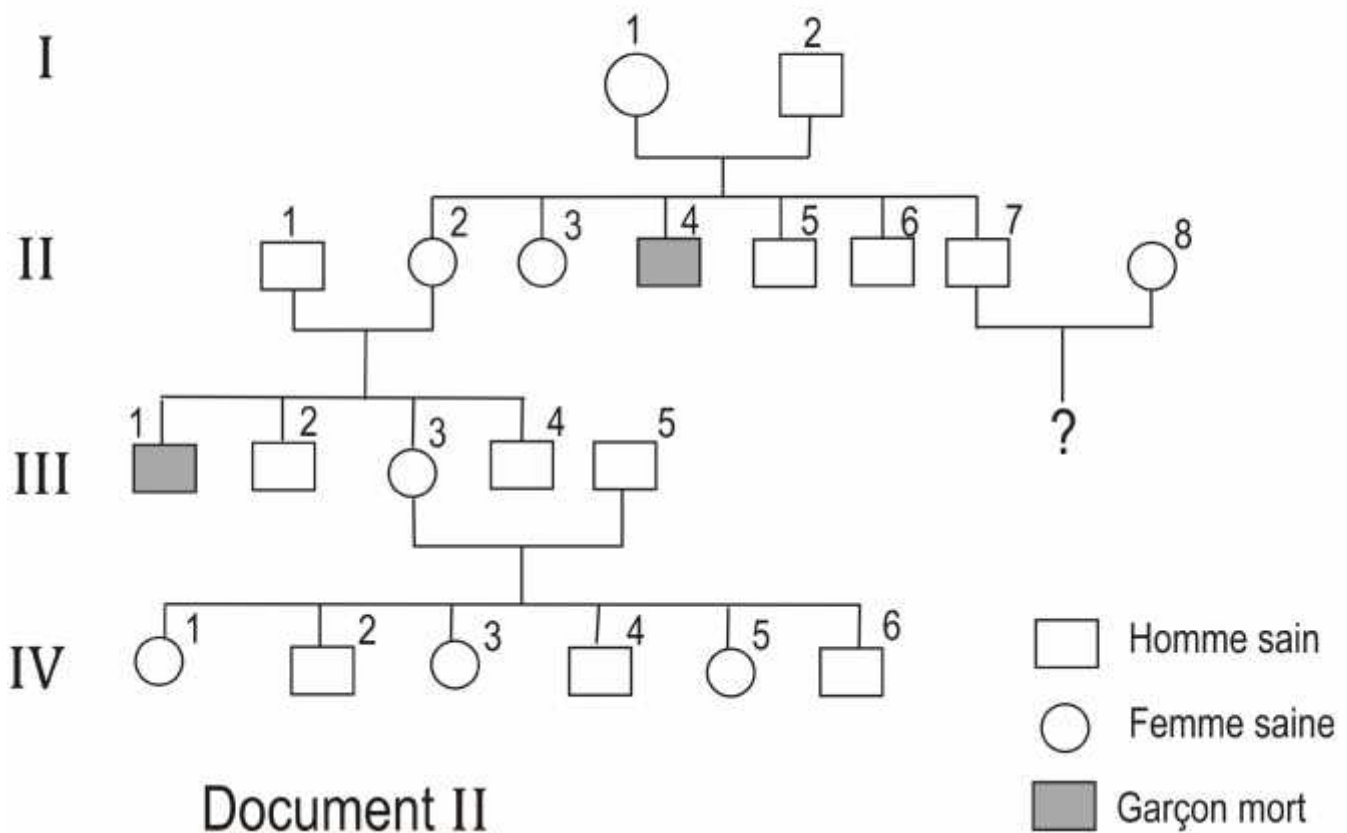 I
1 2
II
1 2 3 4 5 6 7 8
?
III
1 2 3 4 5
IV
1 2 3 4 5 6
Homme sain
Femme saine
Garçon mort
Document II